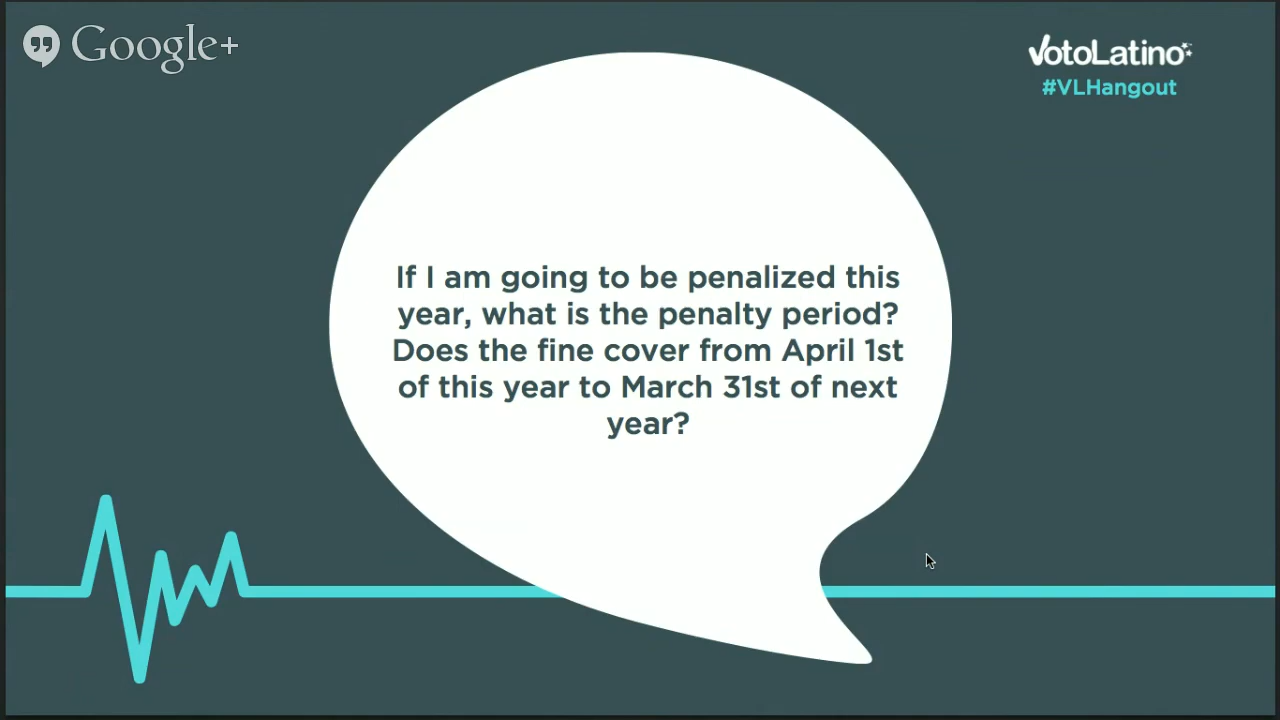 Google+
VotoLatino
#VLHangout
If I am going to be penalized this
year, what is the penalty period?
Does the fine cover from April 1st
of this year to March 31st of next
year?